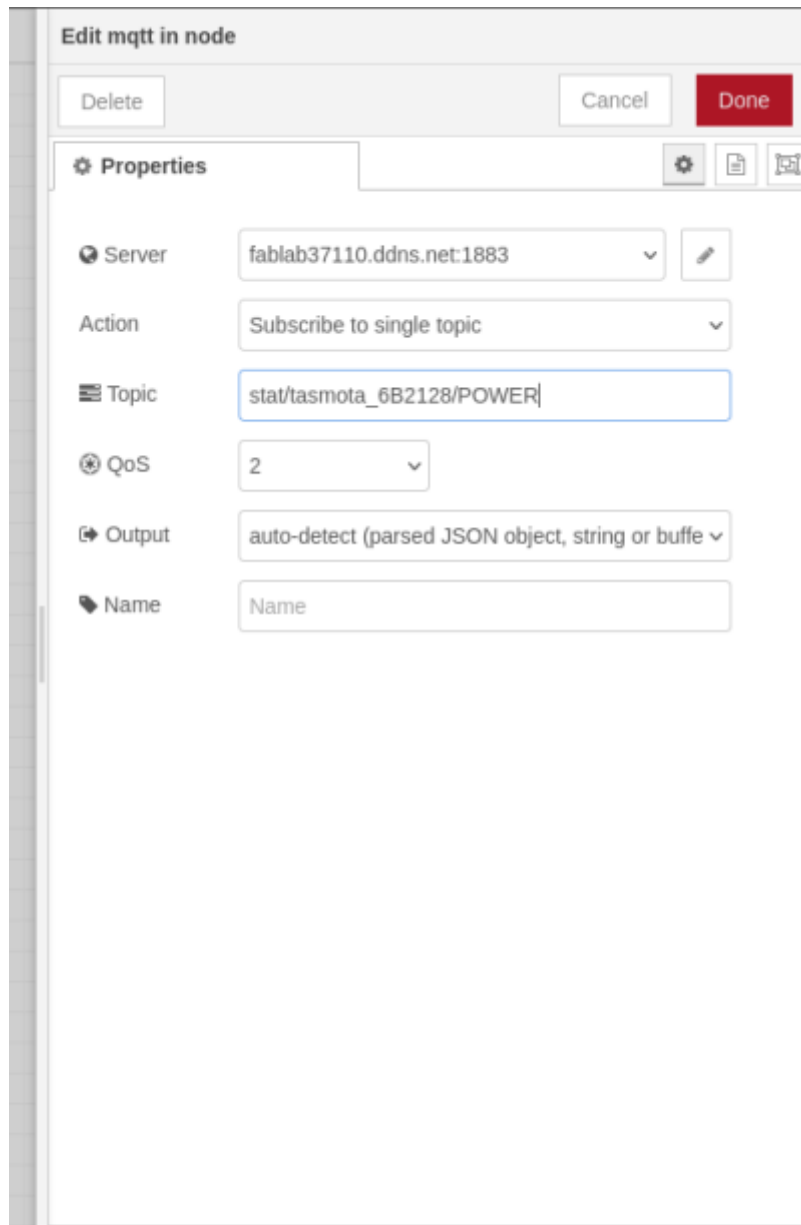 Edit mqtt in node
Delete
Cancel
Done
Properties
Server
fablab37110.ddns.net:1883
Action
Subscribe to single topic
Topic
stat/tasmota_6B2128/POWER
QoS
2
Output
auto-detect (parsed JSON object, string or buffe
Name
Name